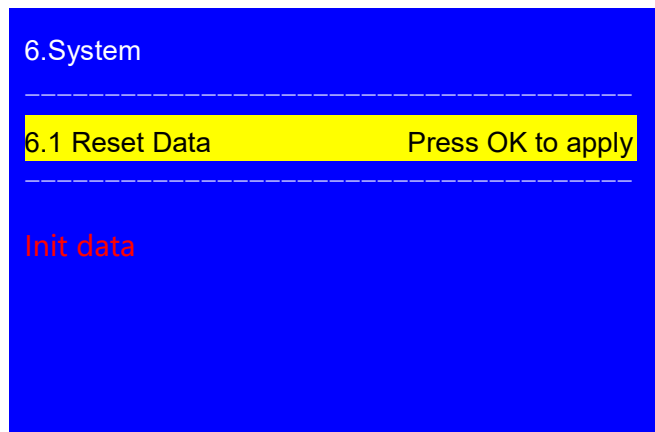 6.System
6.1 Reset Data Press OK to apply
Init data